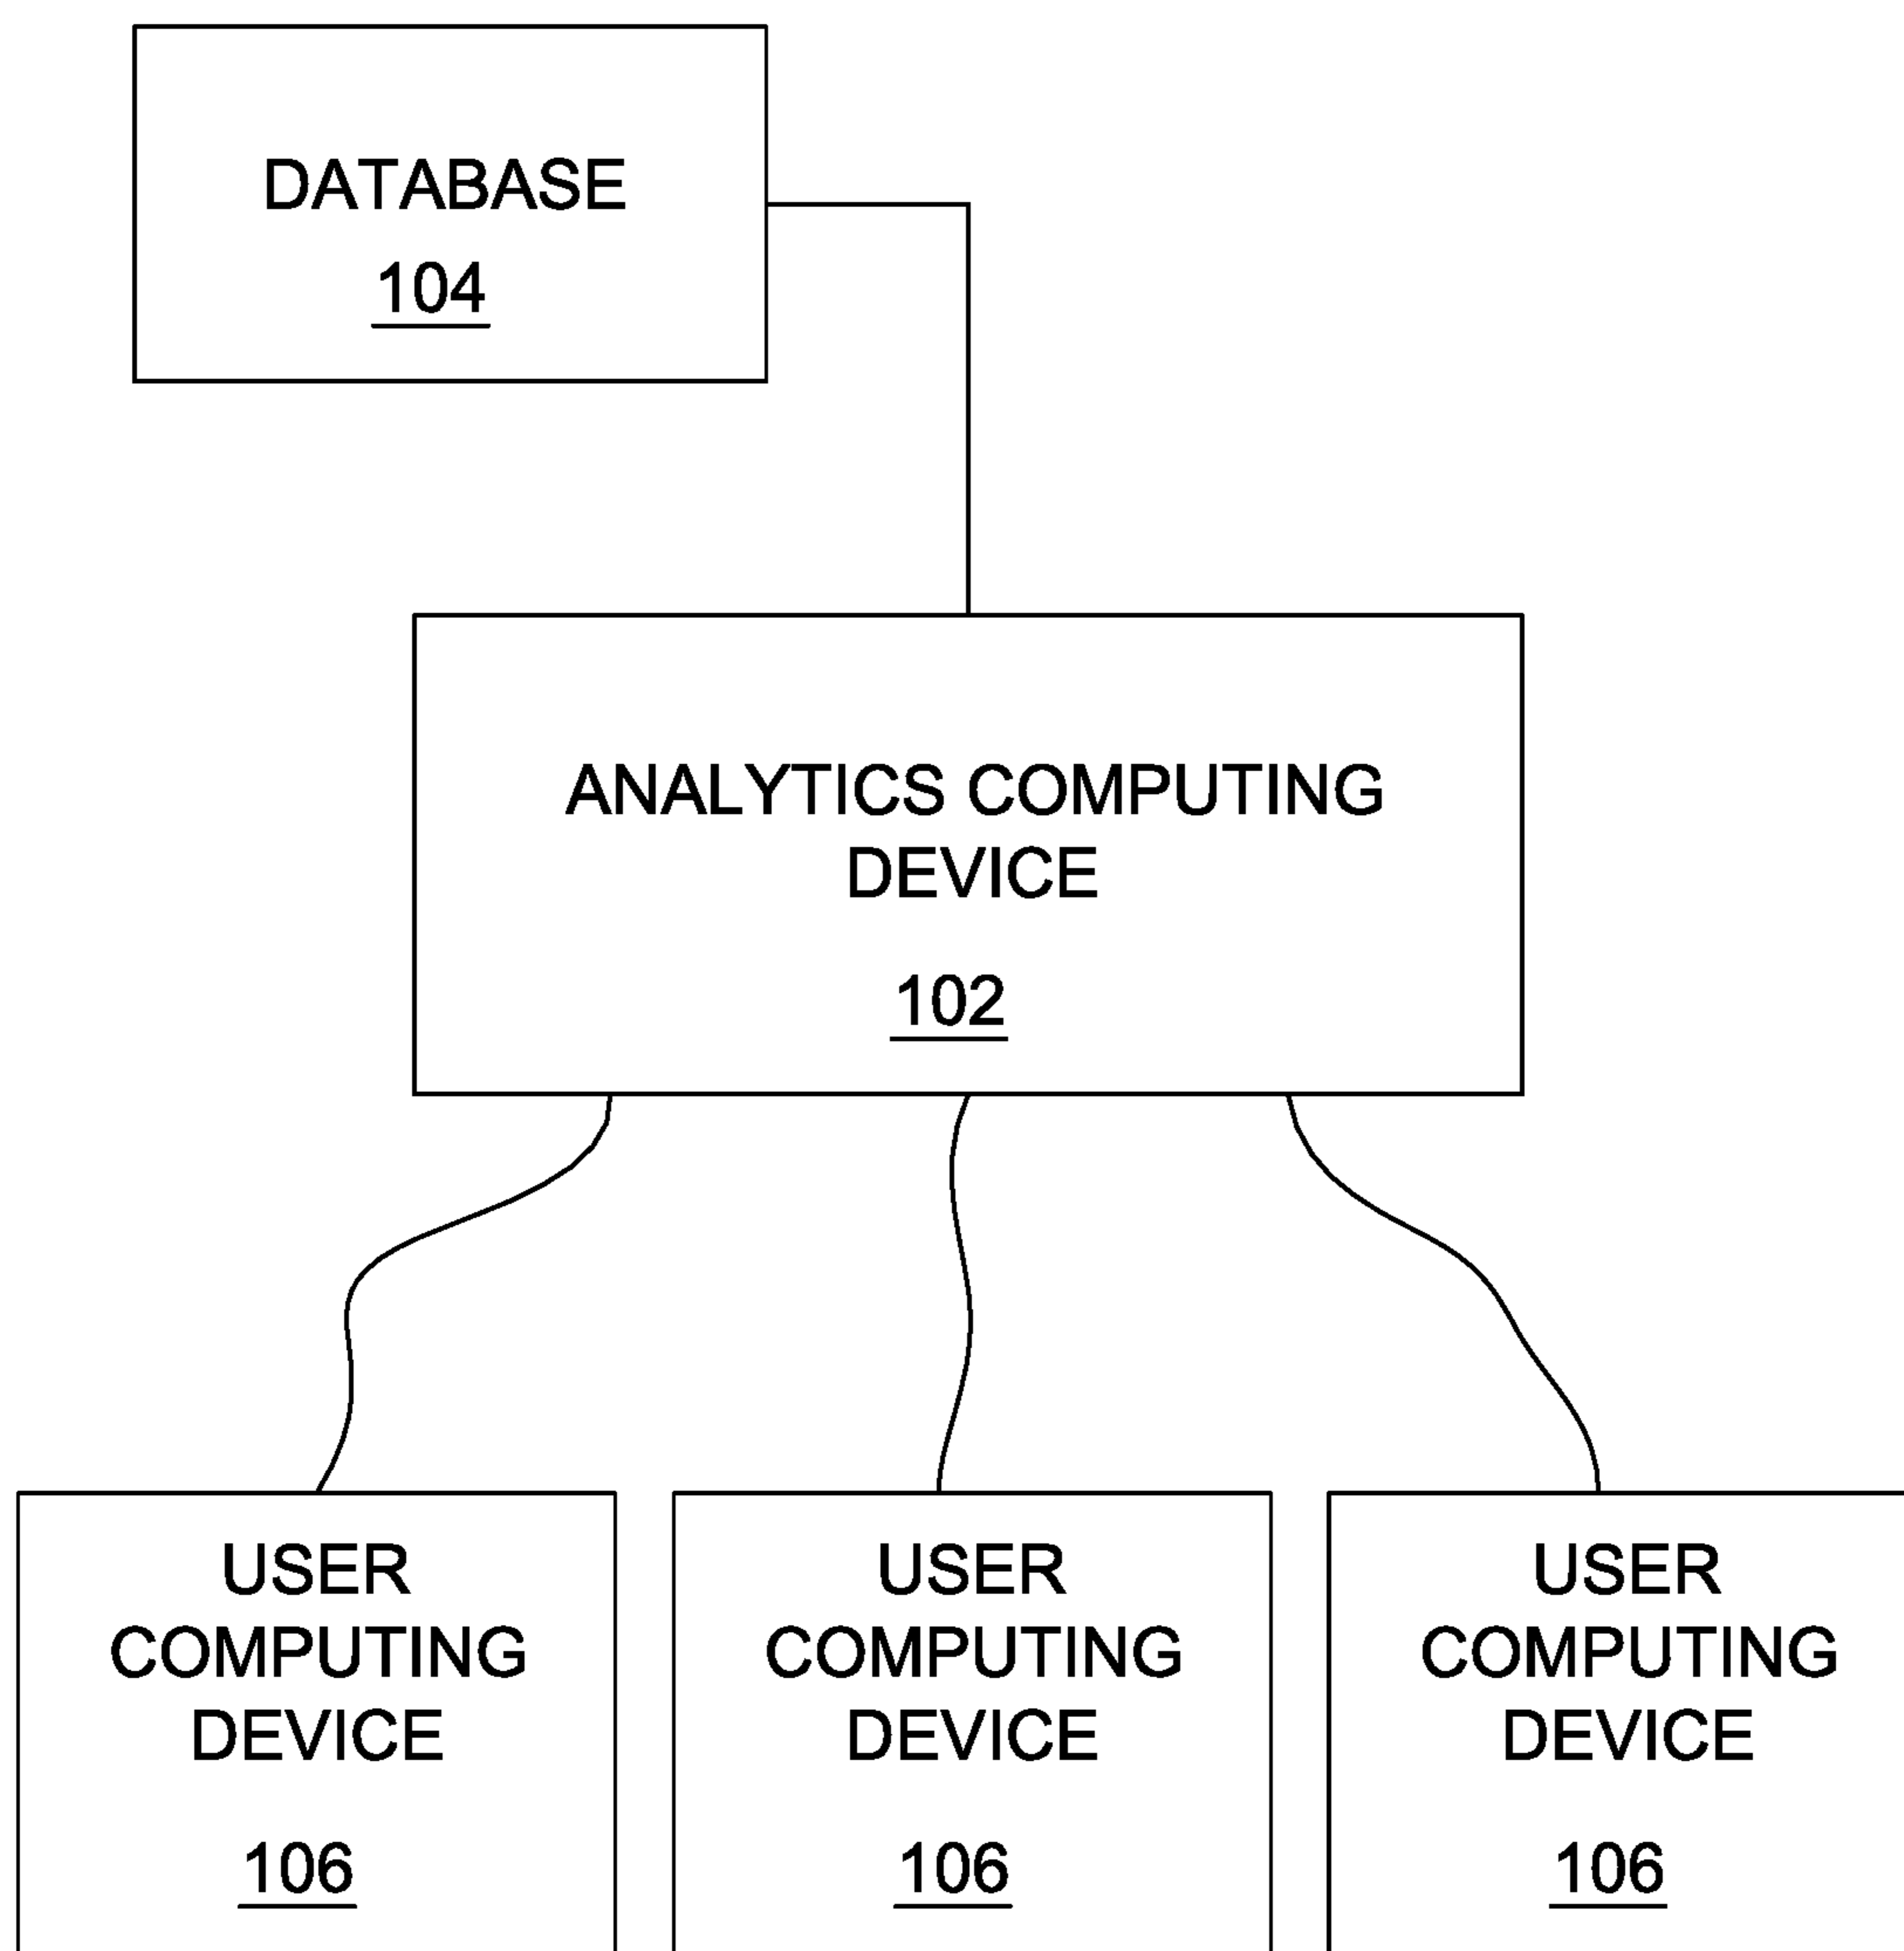 DATABASE
104
ANALYTICS COMPUTING
DEVICE
102
USER
COMPUTING
DEVICE
106
USER
COMPUTING
DEVICE
106
USER
COMPUTING
DEVICE
106